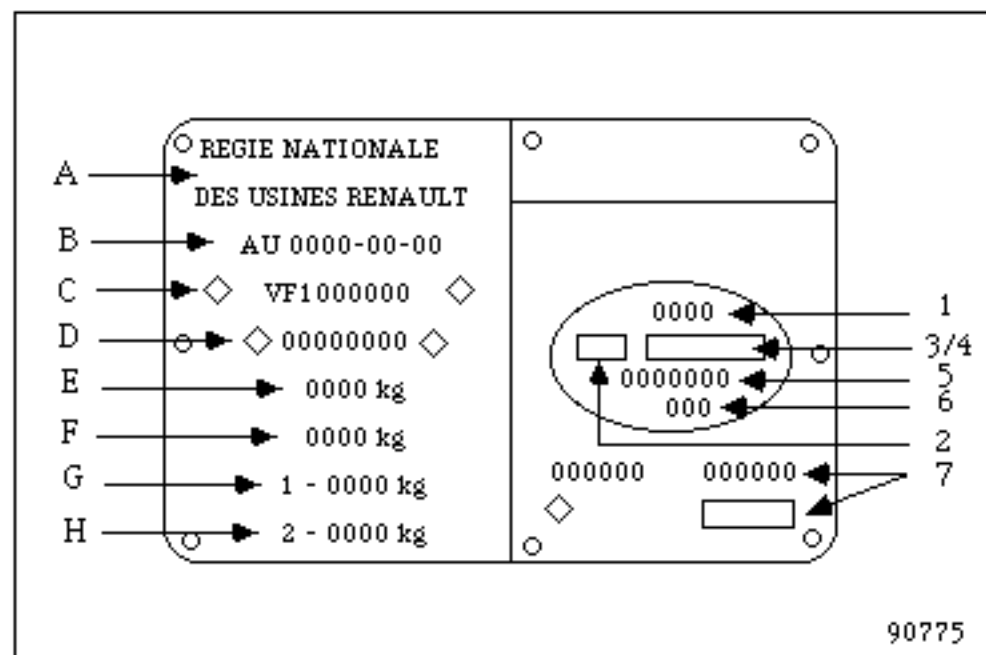 REGIE NATIONALE
A
DES USINES RENAULT
B AU 0000-00-00
C VF1000000
D 00000000
E 0000 kg
F 0000 kg
G 1 - 0000 kg
H 2 - 0000 kg
0000 1
3/4
0000000 5
000 6
2
000000 000000 7
90775